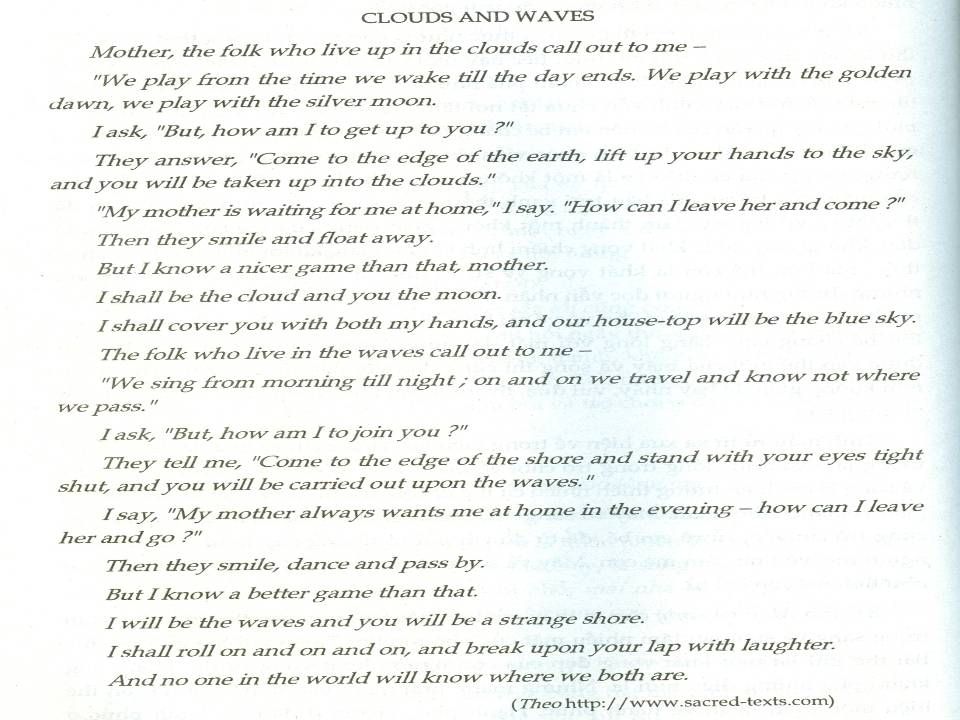 CLOUDS AND WAVES
Mother, the folk who live up in the clouds call out to me –
"We play from the time we wake till the day ends. We play with the golden
dawn, we play with the silver moon.
I ask, "But, how am I to get up to you ?"
They answer, "Come to the edge of the earth, lift up your hands to the sky,
and you will be taken up into the clouds."
"My mother is waiting for me at home," I say. "How can I leave her and come ?"
Then they smile and float away.
But I know a nicer game than that, mother.
I shall be the cloud and you the moon.
I shall cover you with both my hands, and our house-top will be the blue sky.
The folk who live in the waves call out to me –
"We sing from morning till night ; on and on we travel and know not where
we pass."
I ask, "But, how am I to join you ?"
They tell me, "Come to the edge of the shore and stand with your eyes tight
shut, and you will be carried out upon the waves."
I say, "My mother always wants me at home in the evening – how can I leave
her and go ?"
Then they smile, dance and pass by.
But I know a better game than that.
I will be the waves and you will be a strange shore.
I shall roll on and on and on, and break upon your lap with laughter.
And no one in the world will know where we both are.
(Theo http://www.sacred-texts.com)